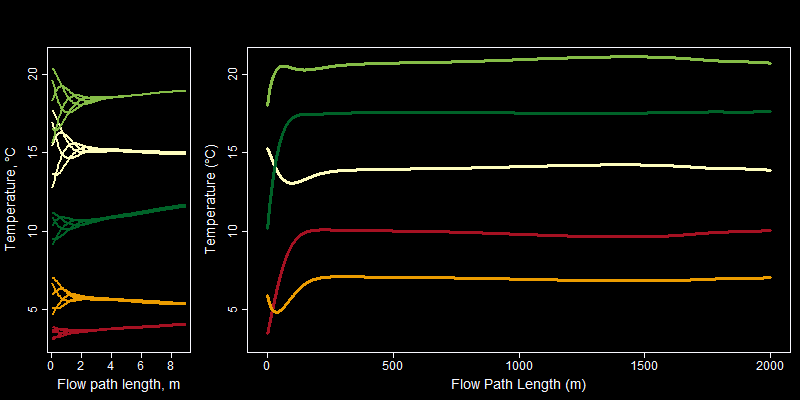 Temperature, °C
20
15
10
5
0 2 4 6 8
Flow path length, m
Temperature (°C)
20
15
10
5
0 500 1000 1500 2000
Flow Path Length (m)